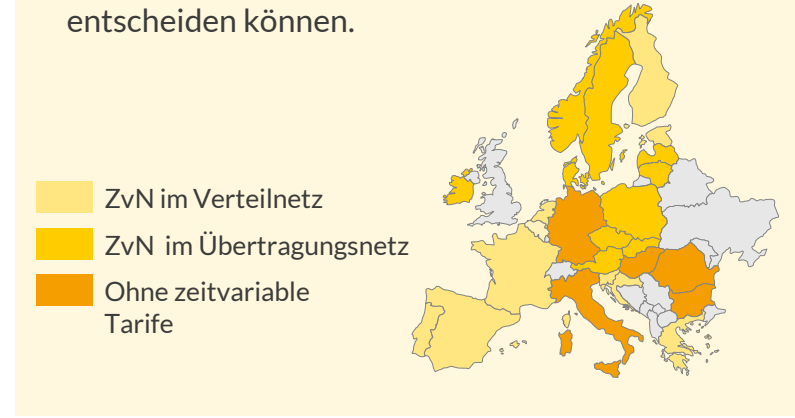 entscheiden können.
ZvN im Verteilnetz
ZvN im Übertragungsnetz
Ohne zeitvariable
Tarife